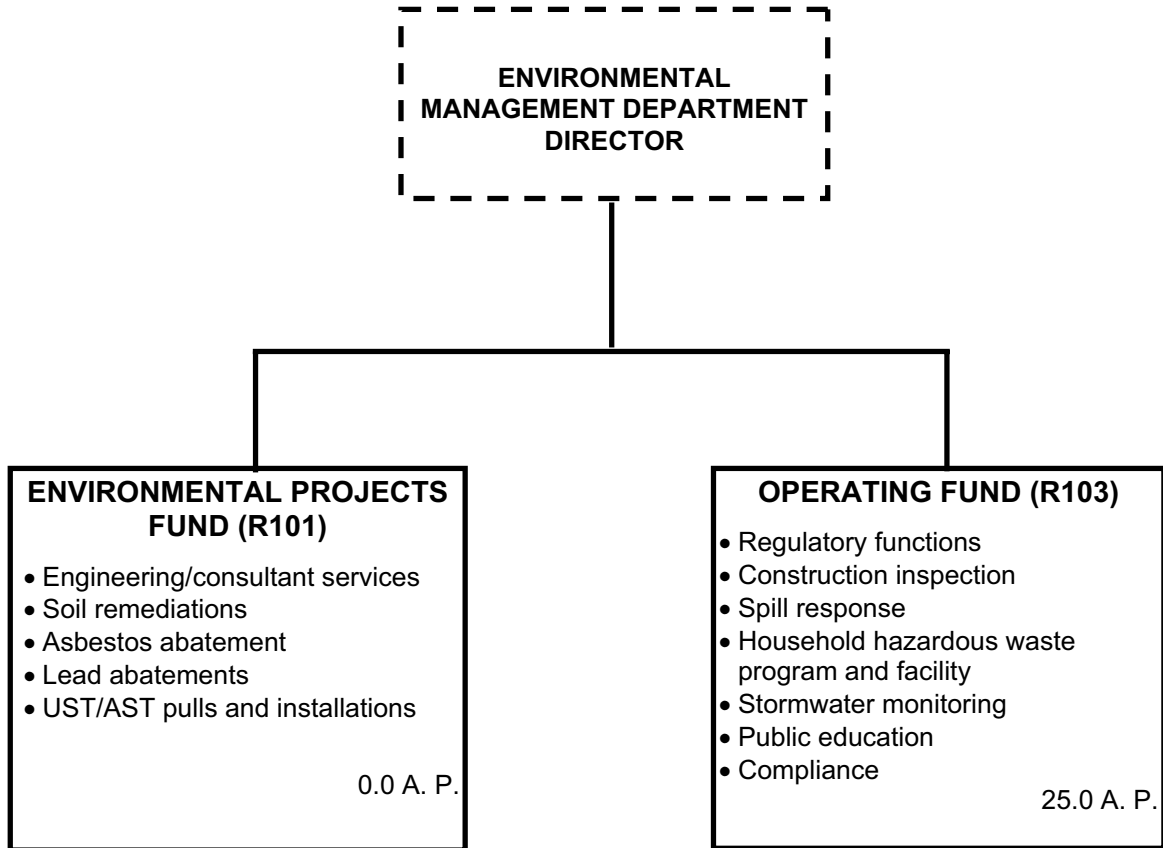 ENVIRONMENTAL
MANAGEMENT DEPARTMENT
DIRECTOR
ENVIRONMENTAL PROJECTS
FUND (R101)
• Engineering/consultant services
• Soil remediations
• Asbestos abatement
• Lead abatements
• UST/AST pulls and installations
0.0 A. P.
OPERATING FUND (R103)
• Regulatory functions
• Construction inspection
• Spill response
• Household hazardous waste
program and facility
• Stormwater monitoring
• Public education
• Compliance
25.0 A. P.